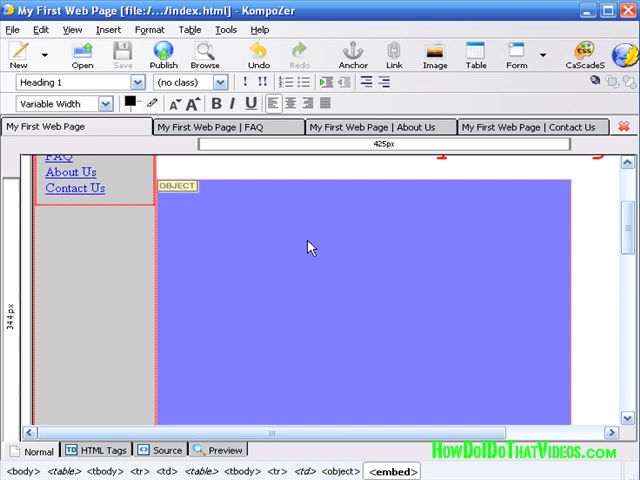 My First Web Page [file:/.../index.html] - KompoZer
File Edit View Insert Format Table Tools Help
New Open Save Publish Browse Undo Redo Anchor Link Image Table Form CaScadeS
Heading 1 (no class)
Variable Width
My First Web Page
My First Web Page | FAQ
My First Web Page | About Us
My First Web Page | Contact Us
425px
344px
FAQ
About Us
Contact Us
OBJECT
Normal
TD HTML Tags
Source
Preview
HowDoIDoThatVideos.com
<body> <table> <tbody> <tr> <td> <table> <tbody> <tr> <td> <object> <embed>